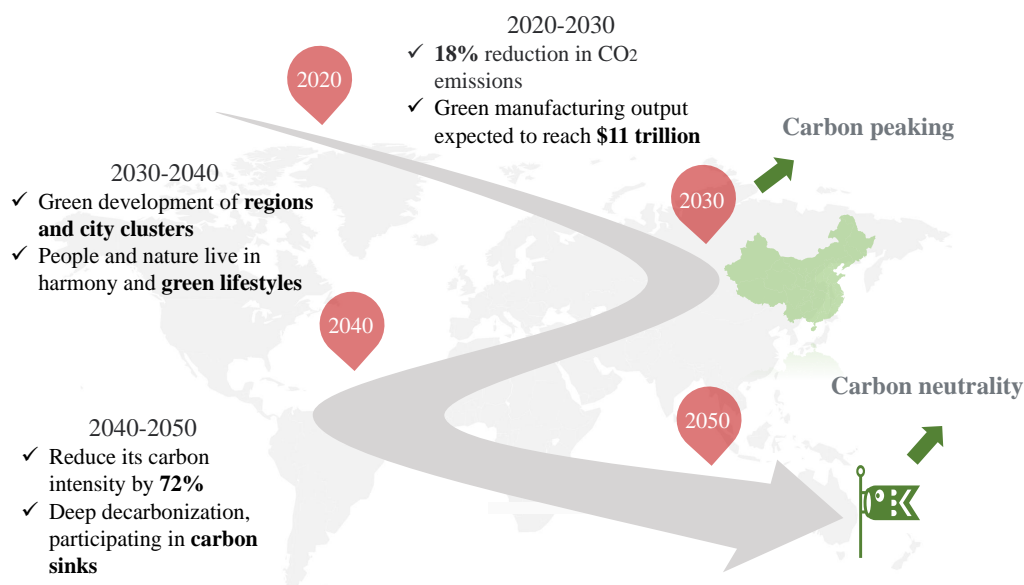 2020-2030
✓ 18% reduction in CO2
emissions
✓ Green manufacturing output
expected to reach $11 trillion
2020
Carbon peaking
2030-2040
✓ Green development of regions
and city clusters
✓ People and nature live in
harmony and green lifestyles
2030
2040
Carbon neutrality
2040-2050
✓ Reduce its carbon
intensity by 72%
✓ Deep decarbonization,
participating in carbon
sinks
2050